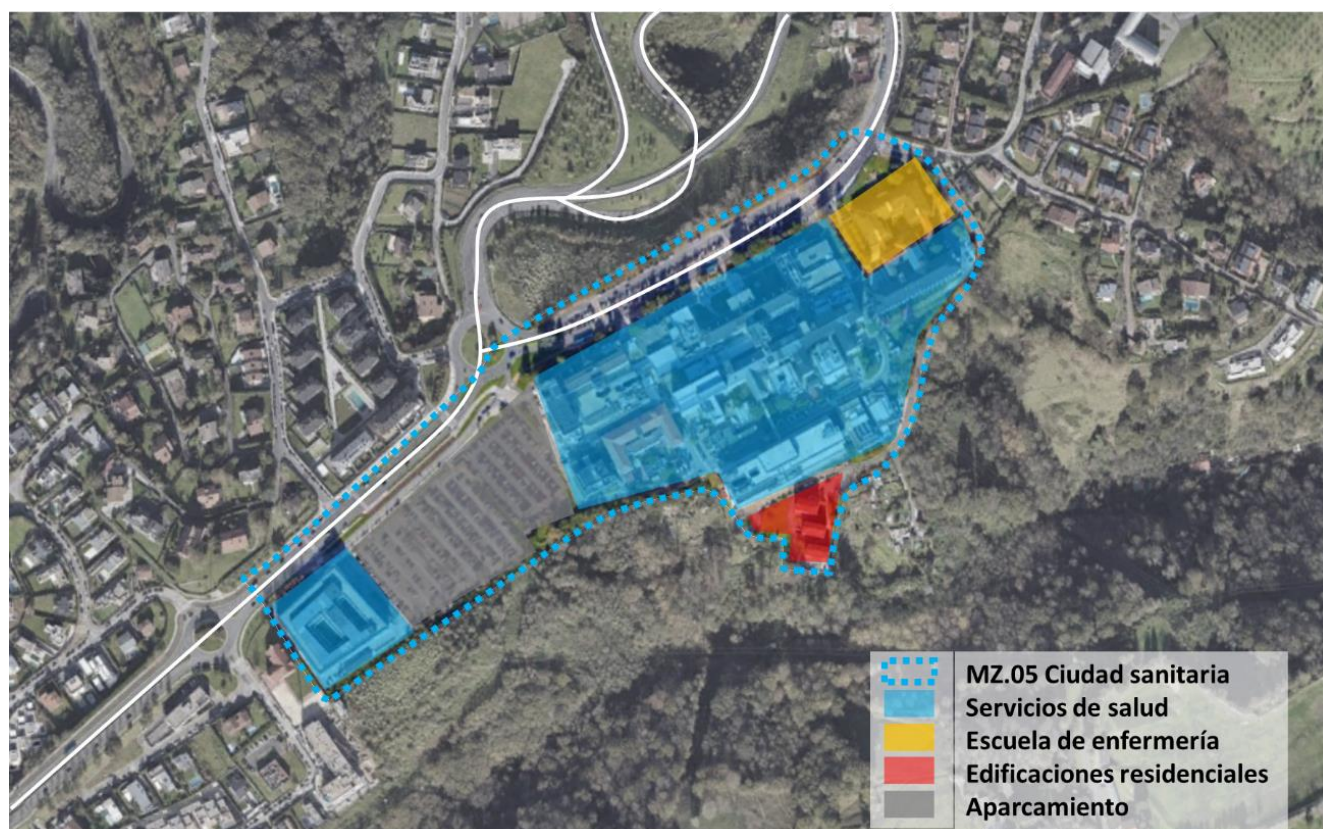 MZ.05 Ciudad sanitaria
Servicios de salud
Escuela de enfermería
Edificaciones residenciales
Aparcamiento